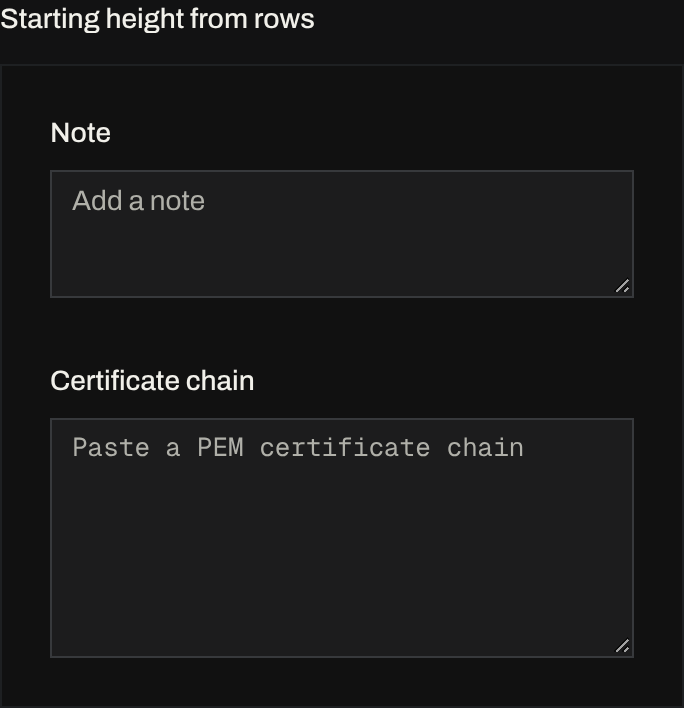 Starting height from rows
Note
Add a note
Certificate chain
Paste a PEM certificate chain